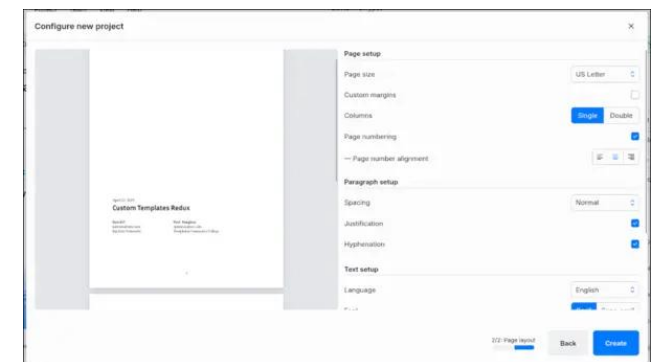 Configure new project
Page setup
Page size
US Letter
Custom margins
Columns
Single Double
Page numbering
— Page number alignment
Paragraph setup
Spacing
Normal
Justification
Hyphenation
Text setup
Language
English
Custom Templates Redux
2/2: Page layout
Back
Create